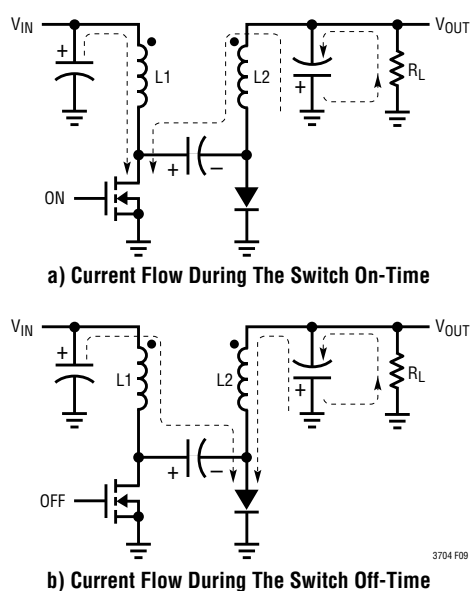 VIN VOUT
+
L1 L2 + RL
+ –
ON
a) Current Flow During The Switch On-Time
VIN VOUT
+
L1 L2 + RL
+ –
OFF
3704 F09
b) Current Flow During The Switch Off-Time